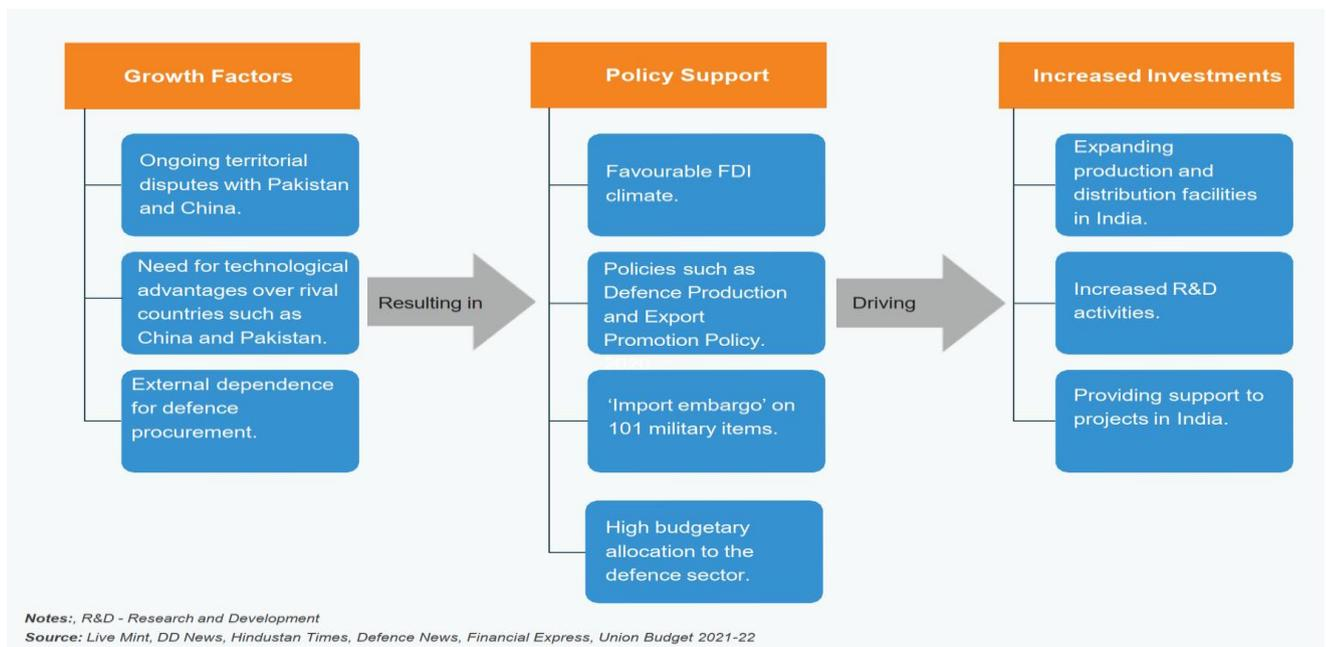 Growth Factors
Ongoing territorial
disputes with Pakistan
and China.
Need for technological
advantages over rival
countries such as
China and Pakistan.
External dependence
for defence
procurement.
Resulting in
Policy Support
Favourable FDI
climate.
Policies such as
Defence Production
and Export
Promotion Policy.
‘Import embargo’ on
101 military items.
High budgetary
allocation to the
defence sector.
Driving
Increased Investments
Expanding
production and
distribution facilities
in India.
Increased R&D
activities.
Providing support to
projects in India.
Notes:, R&D - Research and Development
Source: Live Mint, DD News, Hindustan Times, Defence News, Financial Express, Union Budget 2021-22